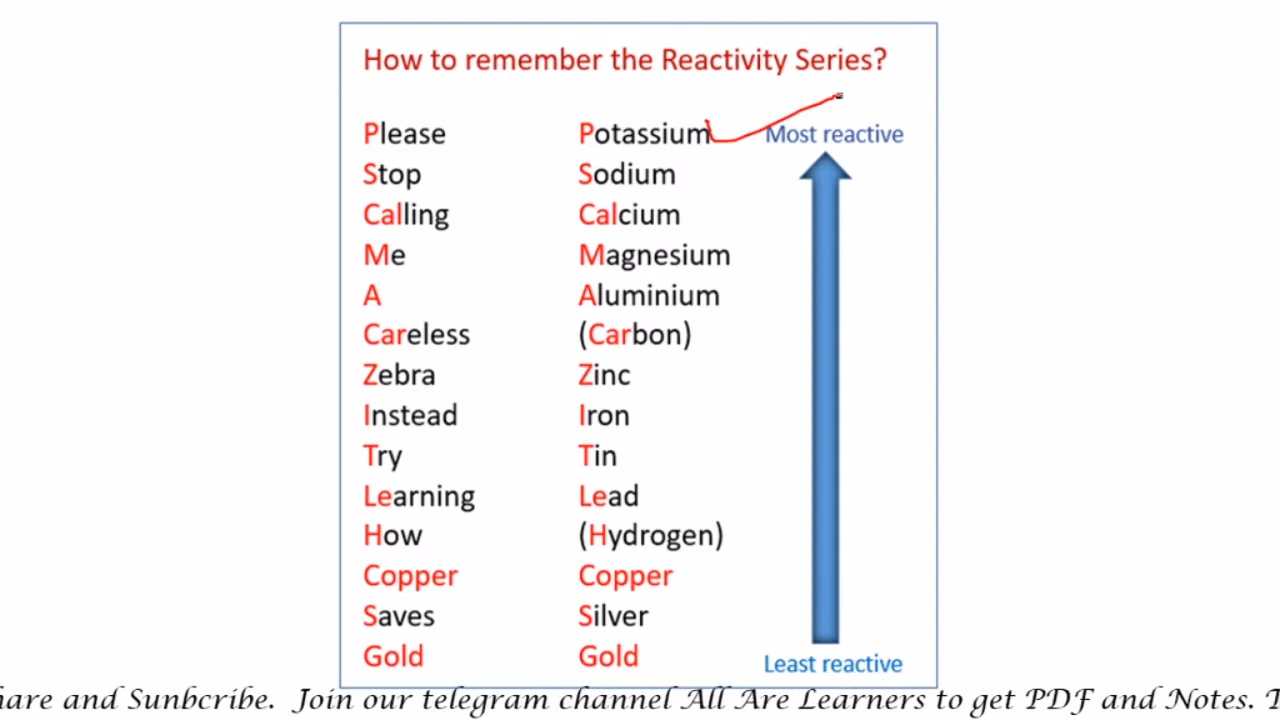 How to remember the Reactivity Series?
Please Potassium Most reactive
Stop Sodium
Calling Calcium
Me Magnesium
A Aluminium
Careless (Carbon)
Zebra Zinc
Instead Iron
Try Tin
Learning Lead
How (Hydrogen)
Copper Copper
Saves Silver
Gold Gold Least reactive
hare and Sunbcribe. Join our telegram channel All Are Learners to get PDF and Notes. T